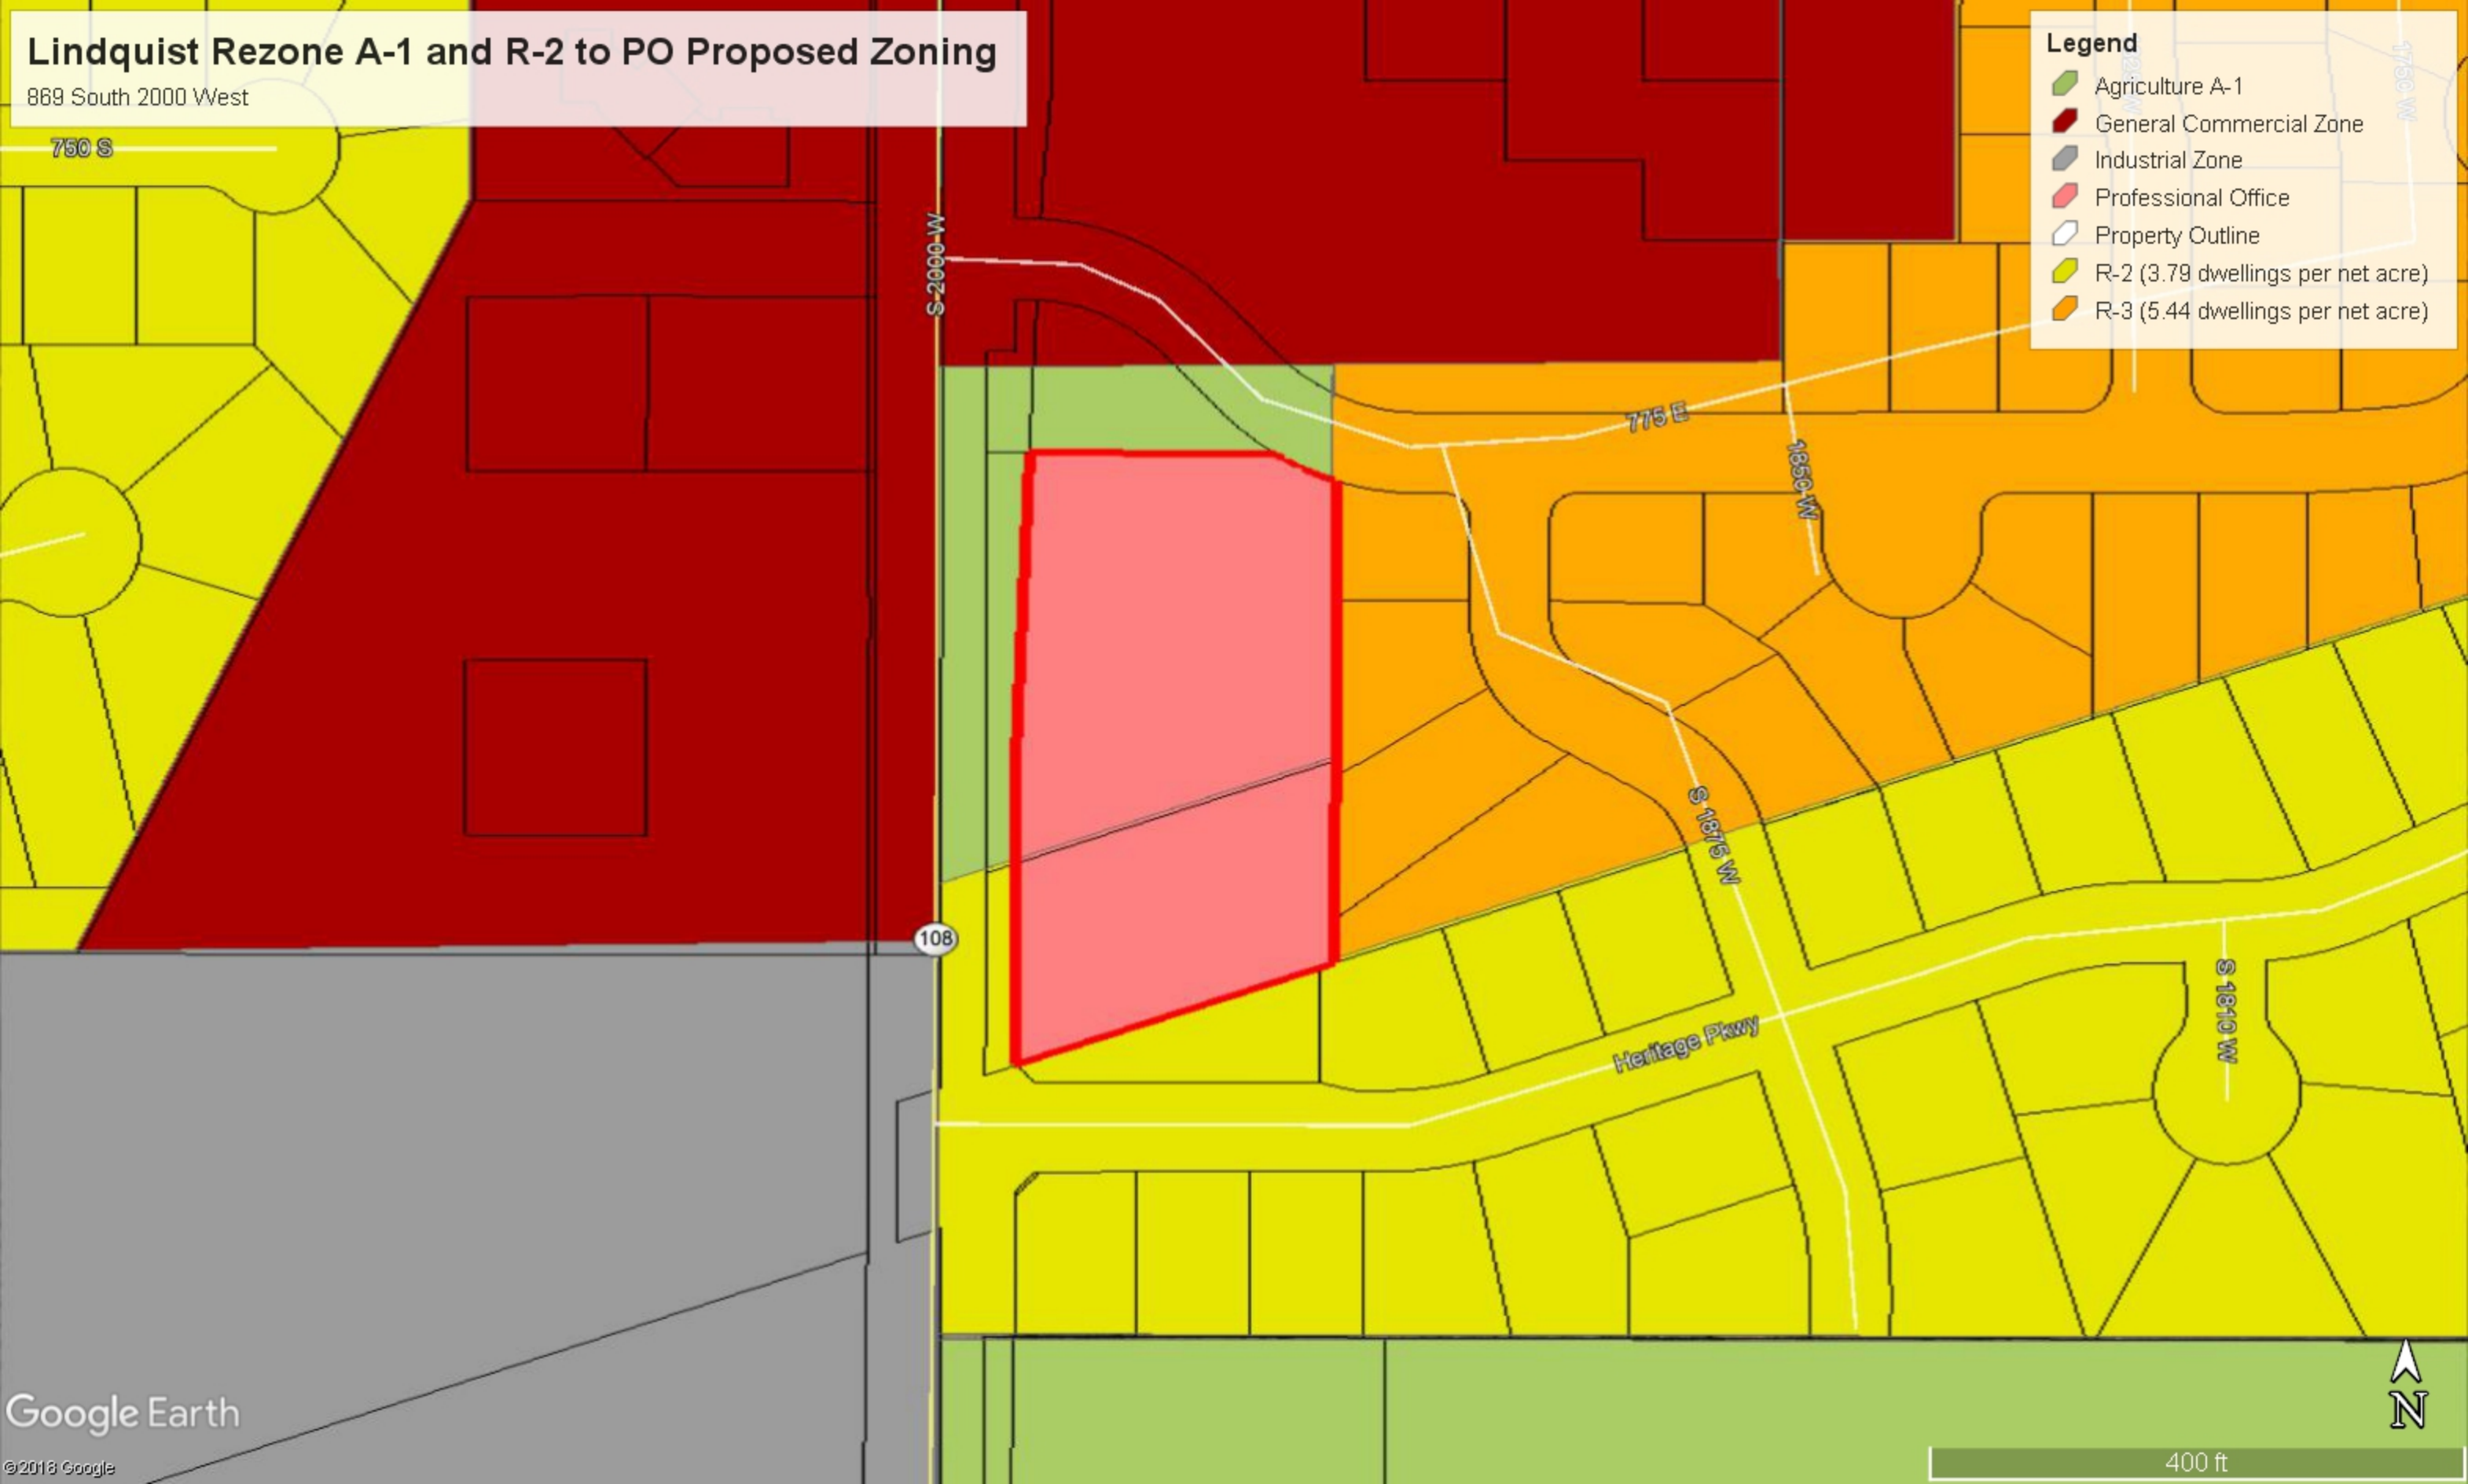 Lindquist Rezone A-1 and R-2 to PO Proposed Zoning
869 South 2000 West
Legend
Agriculture A-1
General Commercial Zone
Industrial Zone
Professional Office
Property Outline
R-2 (3.79 dwellings per net acre)
R-3 (5.44 dwellings per net acre)
750 S
S 2000 W
775 E
1850 W
S 1875 W
108
S 1810 W
Heritage Pkwy
N
Google Earth
©2018 Google
400 ft